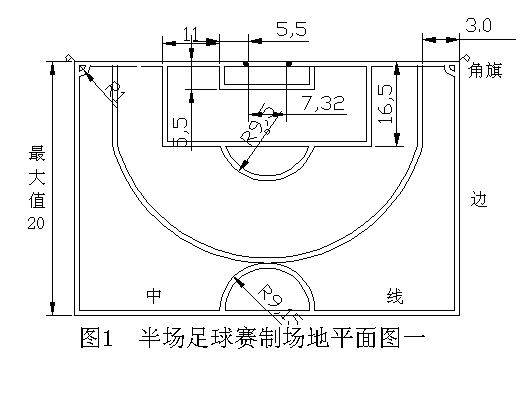 11
5,5
3.0
角旗
R1
5,5
R9,5
7,32
16,5
最大值
20
边
中
线
R9,15
图1 半场足球赛制场地平面图一